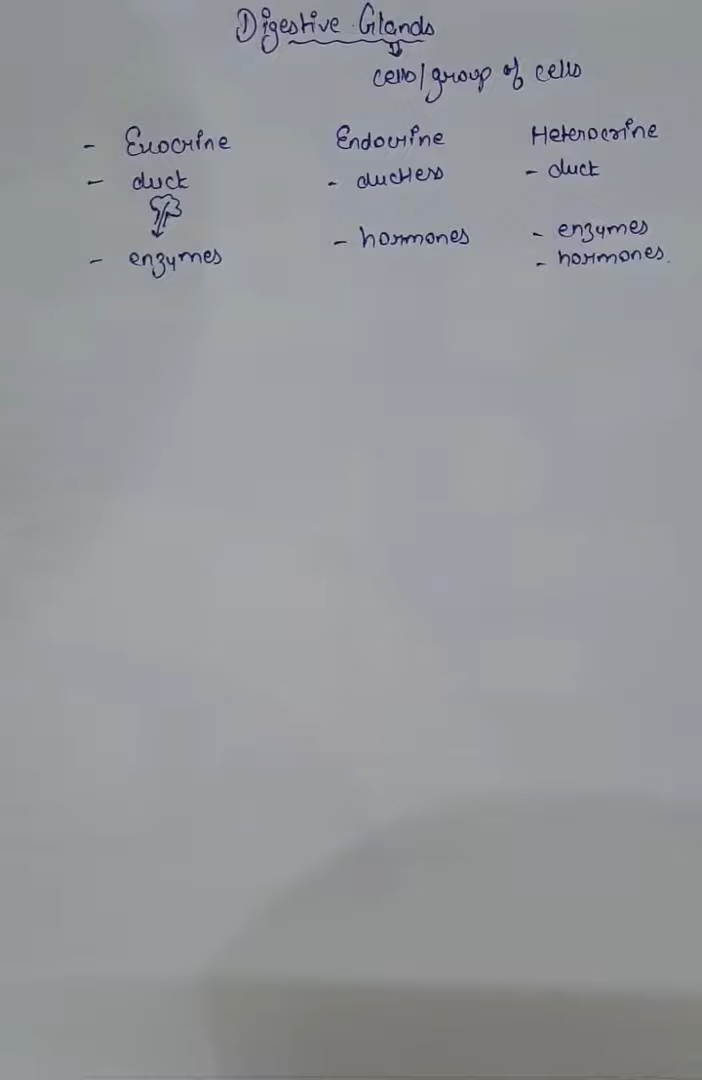 Digestive Glands
cells/group of cells
- Exocrine Endocrine Heterocrine
- duct - ductless - duct
- enzymes - hormones - enzymes
- hormones.